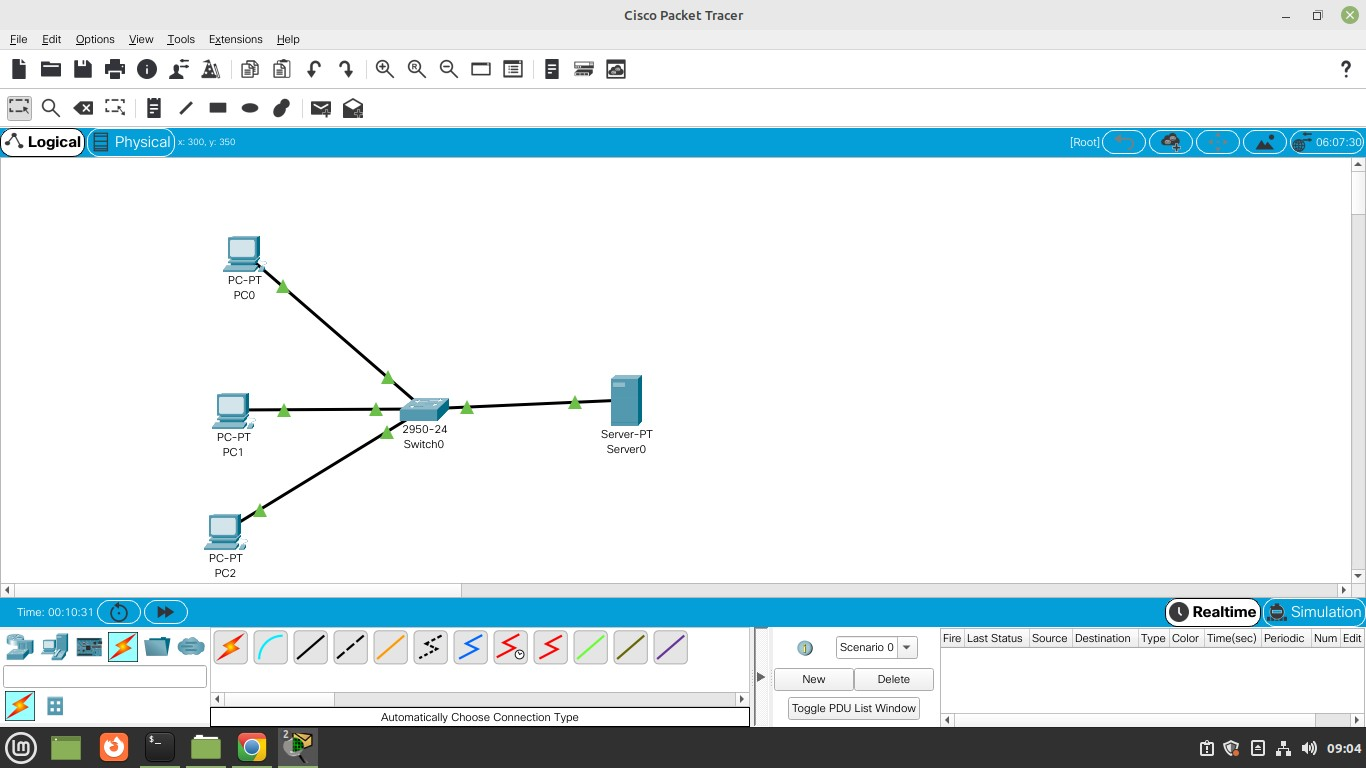 Cisco Packet Tracer
File Edit Options View Tools Extensions Help
?
Logical Physical x: 300, y: 350 [Root] 06:07:30
PC-PT
PC0
PC-PT
PC1
2950-24
Switch0
Server-PT
Server0
PC-PT
PC2
Time: 00:10:31 Realtime Simulation
Scenario 0
New Delete
Toggle PDU List Window
Fire Last Status Source Destination Type Color Time(sec) Periodic Num Edit
Automatically Choose Connection Type
2
09:04